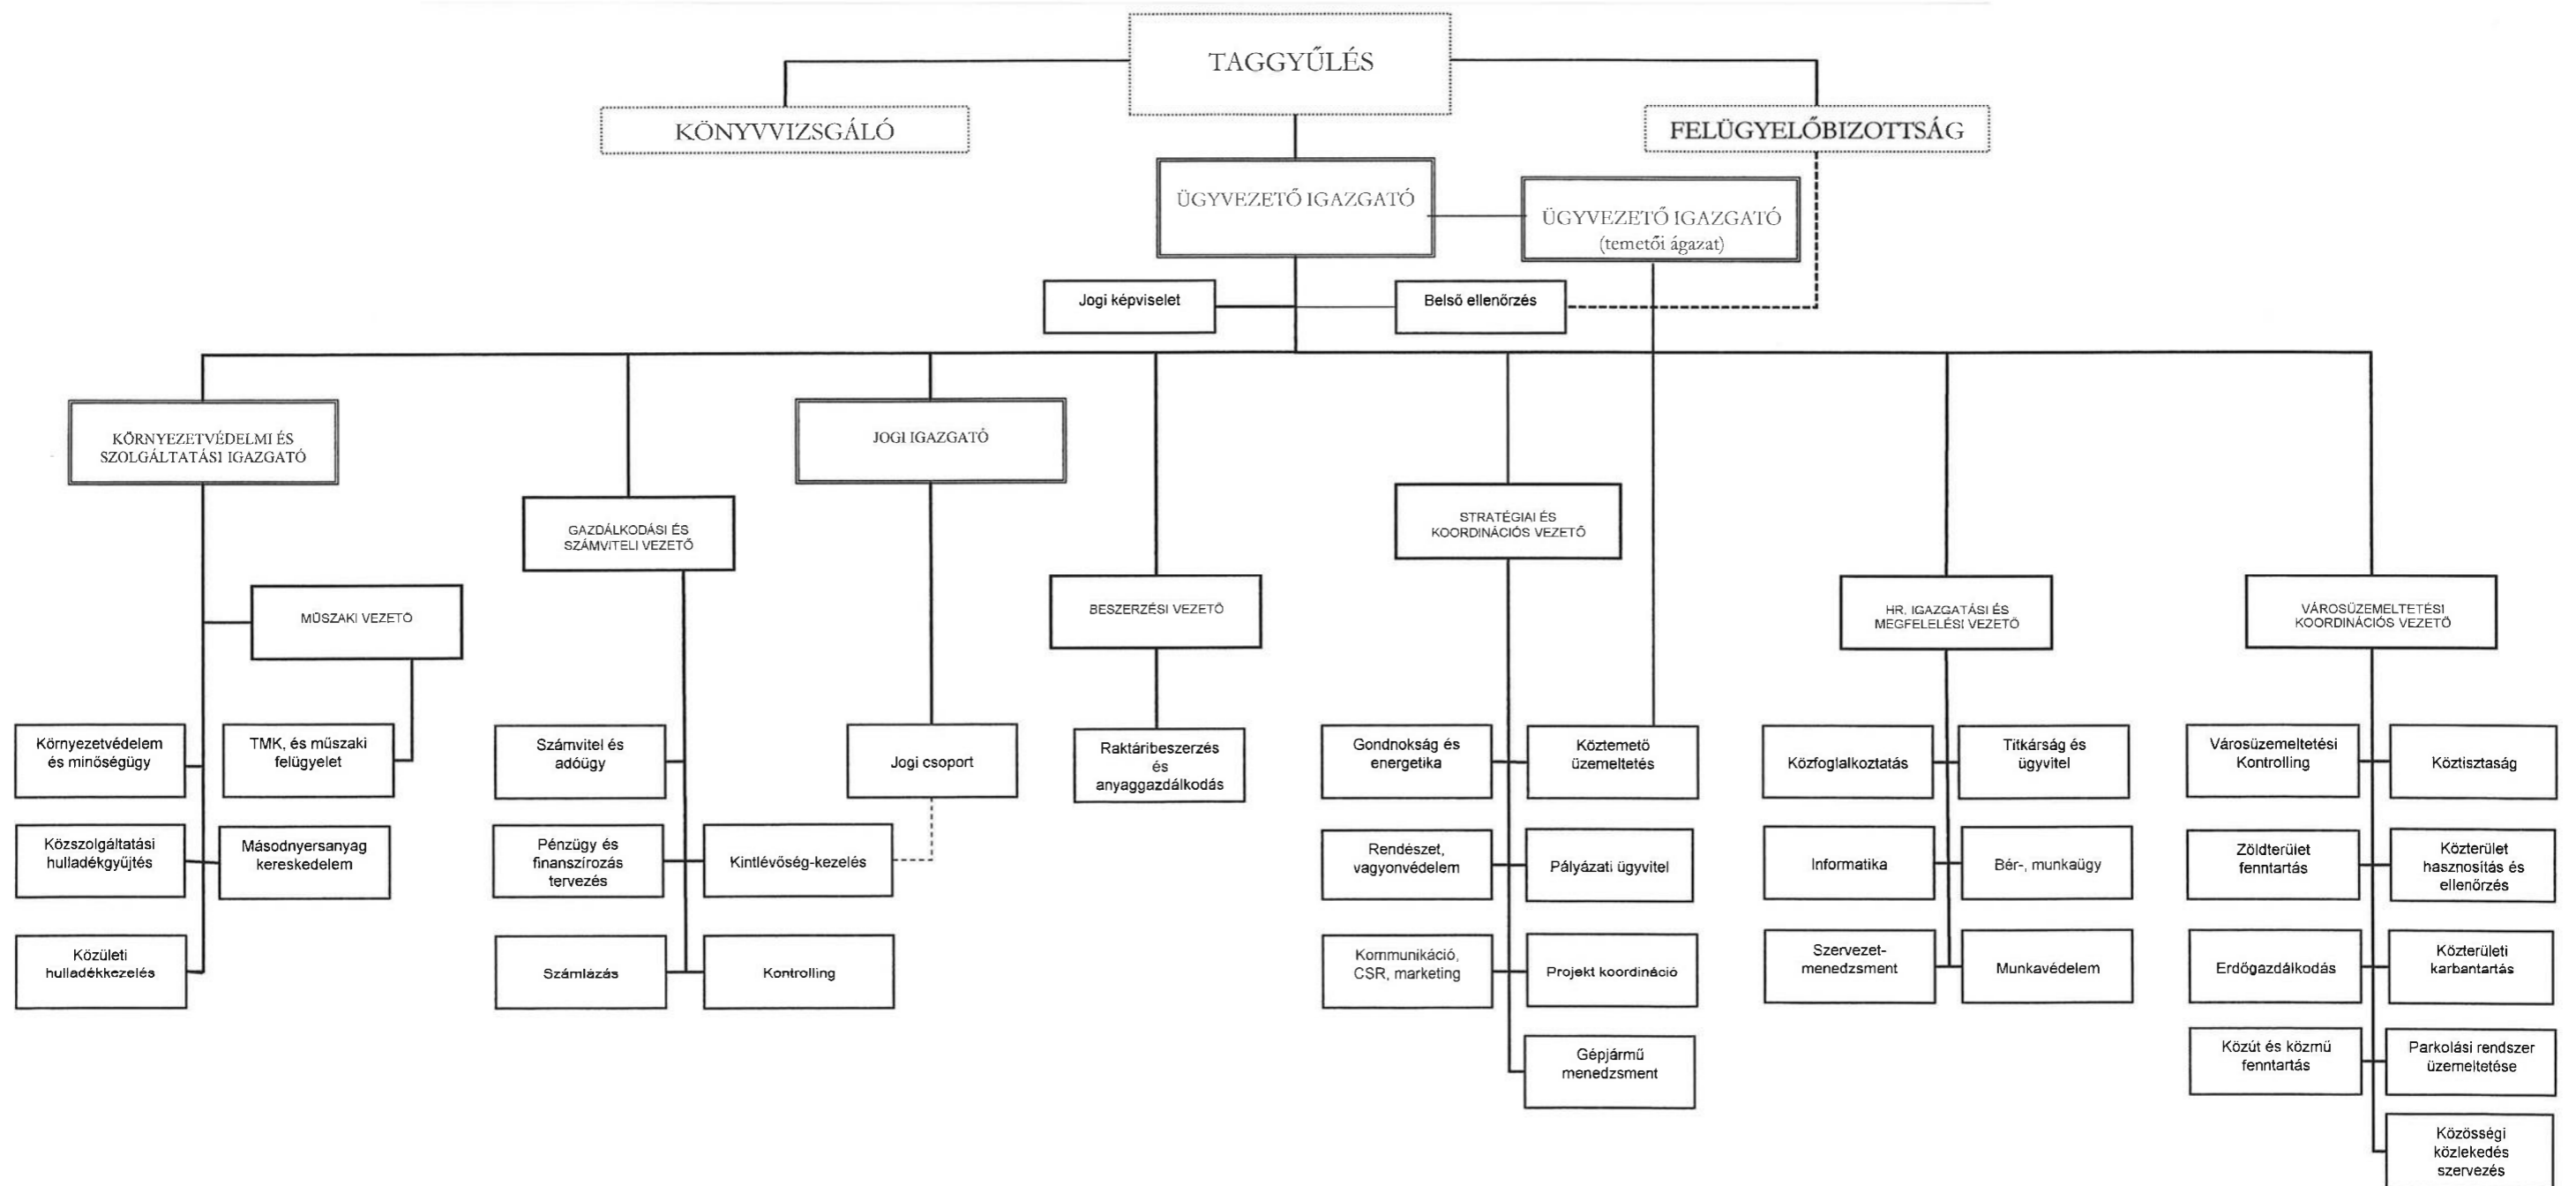 TAGGYŰLÉS
KÖNYVVIZSGÁLÓ
FELÜGYELŐBIZOTTSÁG
ÜGYVEZETŐ IGAZGATÓ
ÜGYVEZETŐ IGAZGATÓ
(temetői ágazat)
Jogi képviselet
Belső ellenőrzés
KÖRNYEZETVÉDELMI ÉS
SZOLGÁLTATÁSI IGAZGATÓ
JOGI IGAZGATÓ
GAZDÁLKODÁSI ÉS
SZÁMVITELI VEZETŐ
STRATÉGIAI ÉS
KOORDINÁCIÓS VEZETŐ
MŰSZAKI VEZETŐ
BESZERZÉSI VEZETŐ
HR, IGAZGATÁSI ÉS
MEGFELELÉSI VEZETŐ
VÁROSÜZEMELTETÉSI
KOORDINÁCIÓS VEZETŐ
Környezetvédelem
és minőségügy
TMK, és műszaki
felügyelet
Számvitel és
adóügy
Jogi csoport
Raktáribeszerzés
és
anyaggazdálkodás
Gondnokság és
energetika
Köztemető
üzemeltetés
Közfoglalkoztatás
Titkárság és
ügyvitel
Városüzemeltetési
Kontrolling
Köztisztaság
Közszolgáltatási
hulladékgyűjtés
Másodnyersanyag
kereskedelem
Pénzügy és
finanszírozás
tervezés
Kintlévőség-kezelés
Rendészet,
vagyonvédelem
Pályázati ügyvitel
Informatika
Bér-, munkaügy
Zöldterület
fenntartás
Közterület
hasznosítás és
ellenőrzés
Közületi
hulladékkezelés
Számlázás
Kontrolling
Kommunikáció,
CSR, marketing
Projekt koordináció
Szervezet-
menedzsment
Munkavédelem
Erdőgazdálkodás
Közterületi
karbantartás
Gépjármű
menedzsment
Közút és közmű
fenntartás
Parkolási rendszer
üzemeltetése
Közösségi
közlekedés
szervezés